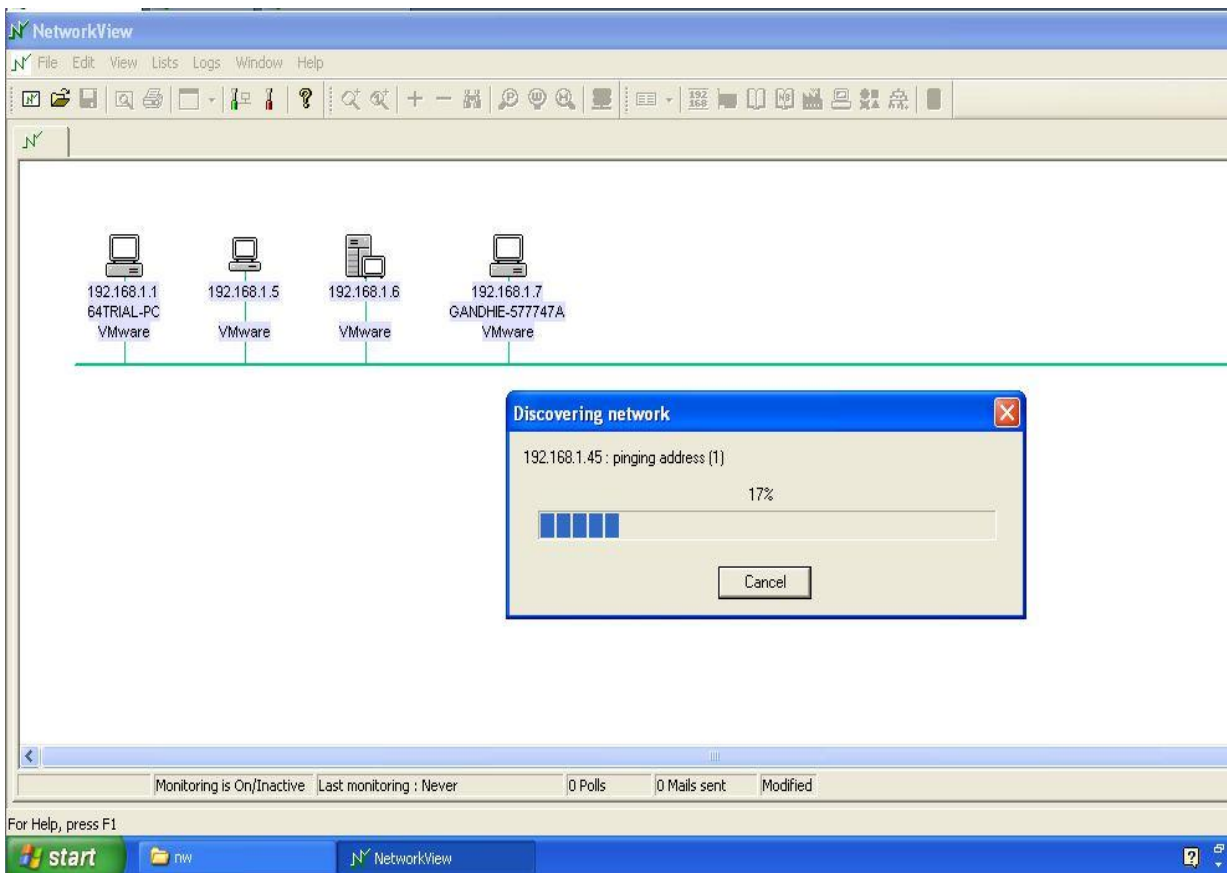 NetworkView
File Edit View Lists Logs Window Help
192
168
192.168.1.1
64TRIAL-PC
VMware
192.168.1.5
VMware
192.168.1.6
VMware
192.168.1.7
GANDHIE-577747A
VMware
Discovering network
192.168.1.45 : pinging address (1)
17%
Cancel
Monitoring is On/Inactive Last monitoring : Never 0 Polls 0 Mails sent Modified
For Help, press F1
start nw NetworkView